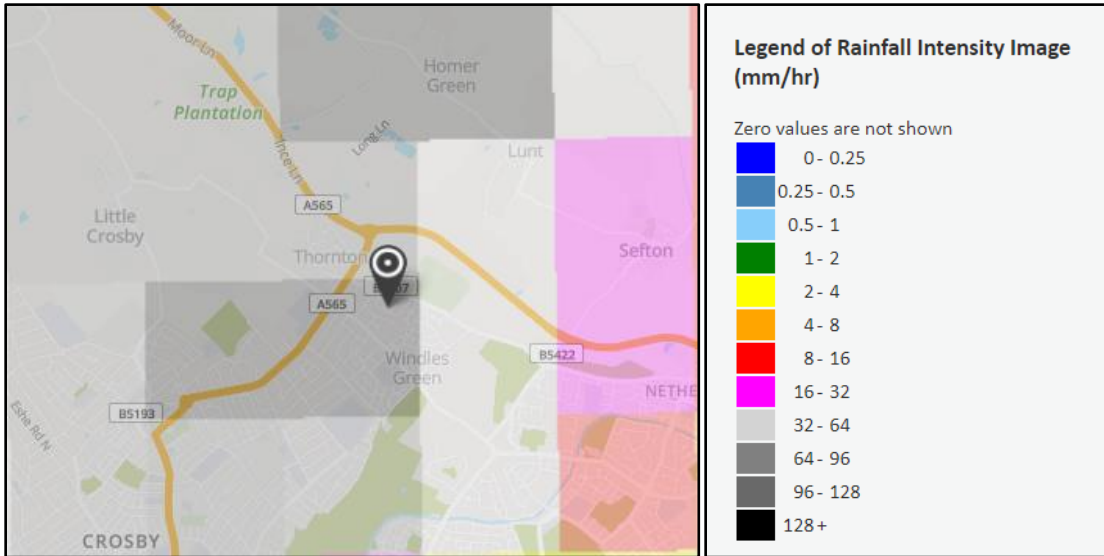 Moor Ln
Homer
Green
Trap
Plantation
Long Ln
Ince Ln
Lunt
A565
Little
Crosby
Sefton
Thornton
A565
Windles
Green
B5422
NETHE
B5193
Eshe Rd N
CROSBY
Legend of Rainfall Intensity Image
(mm/hr)
Zero values are not shown
0 - 0.25
0.25 - 0.5
0.5 - 1
1 - 2
2 - 4
4 - 8
8 - 16
16 - 32
32 - 64
64 - 96
96 - 128
128 +